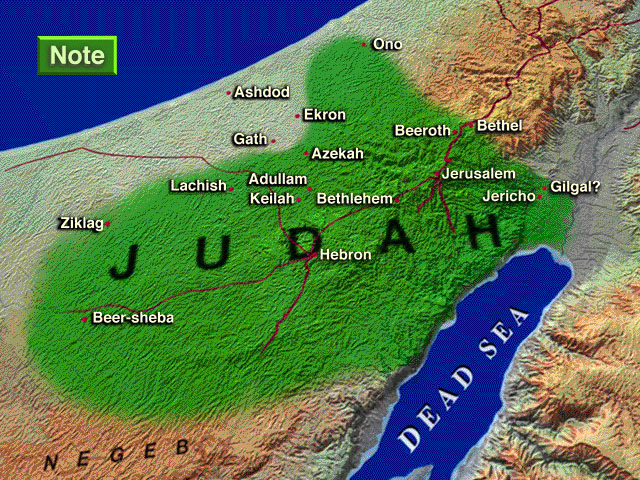 Note
Ono
Ashdod
Ekron
Gath
Beeroth
Bethel
Azekah
Adullam
Lachish
Keilah
Bethlehem
Jerusalem
Gilgal?
Jericho
Ziklag
JUDAH
Hebron
Beer-sheba
DEAD SEA
NEGEB